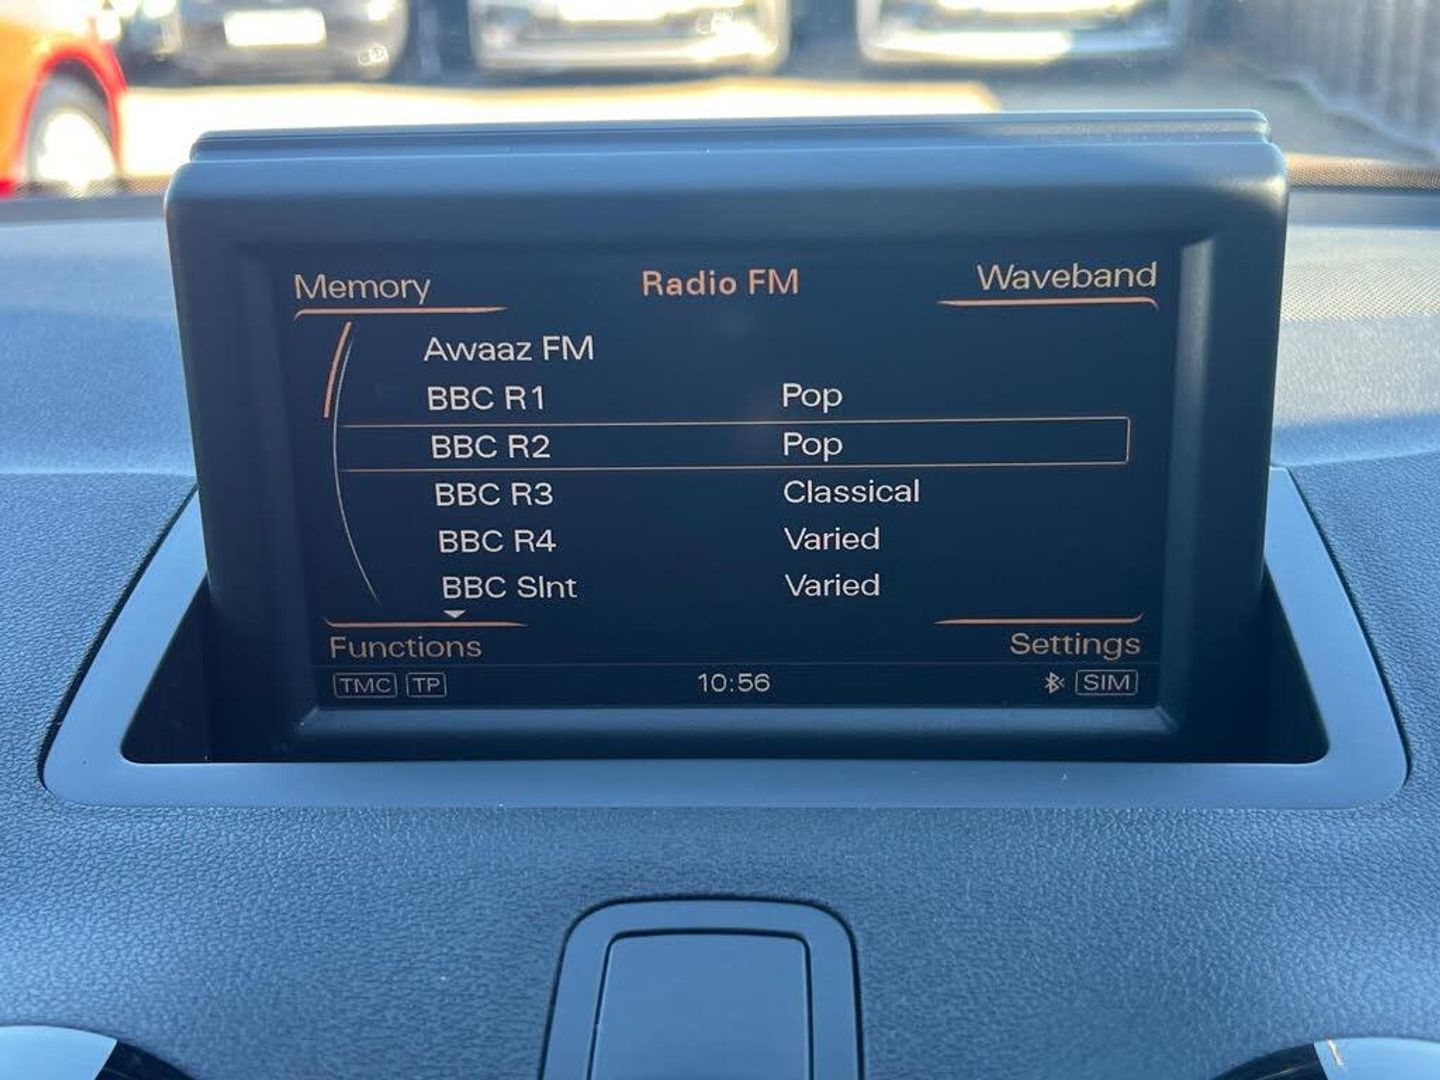 Memory Radio FM Waveband
Awaaz FM
BBC R1 Pop
BBC R2 Pop
BBC R3 Classical
BBC R4 Varied
BBC Slnt Varied
Functions Settings
TMC TP 10:56 SIM